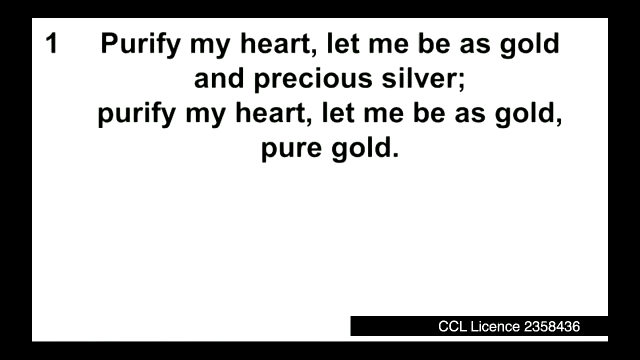 1 Purify my heart, let me be as gold
and precious silver;
purify my heart, let me be as gold,
pure gold.
CCL Licence 2358436